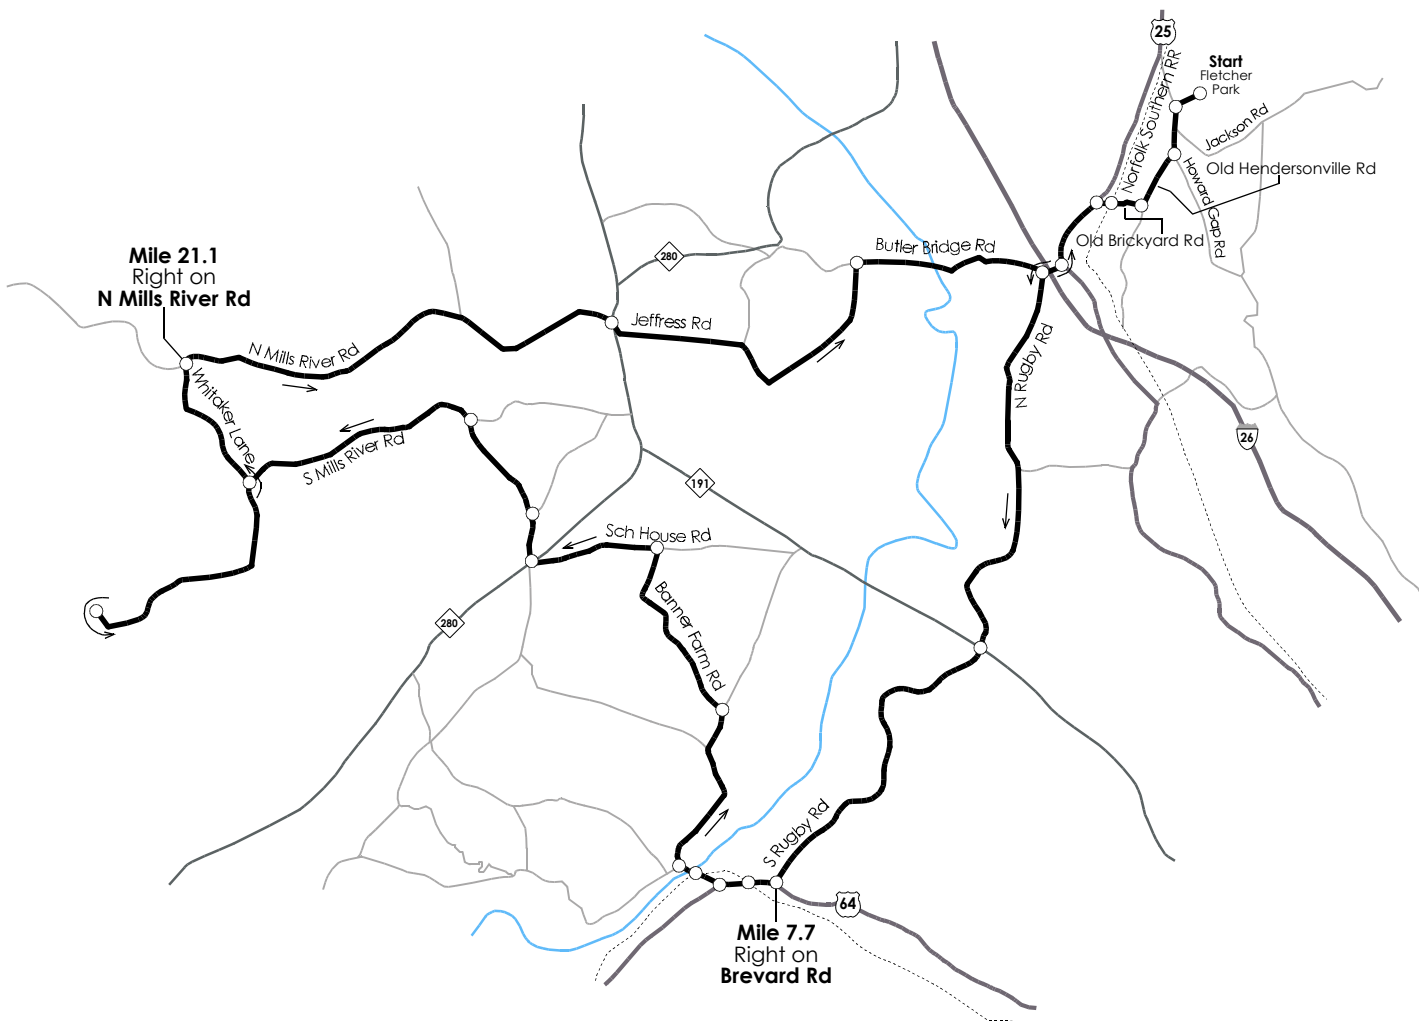 25
Start
Fletcher
Park
Norfolk Southern RR
Jackson Rd
Howard Gap Rd
Old Hendersonville Rd
Old Brickyard Rd
Butler Bridge Rd
280
Mile 21.1
Right on
N Mills River Rd
Jeffress Rd
N Mills River Rd
N Rugby Rd
Whitaker Lane
S Mills River Rd
26
191
Sch House Rd
Banner Farm Rd
280
S Rugby Rd
64
Mile 7.7
Right on
Brevard Rd